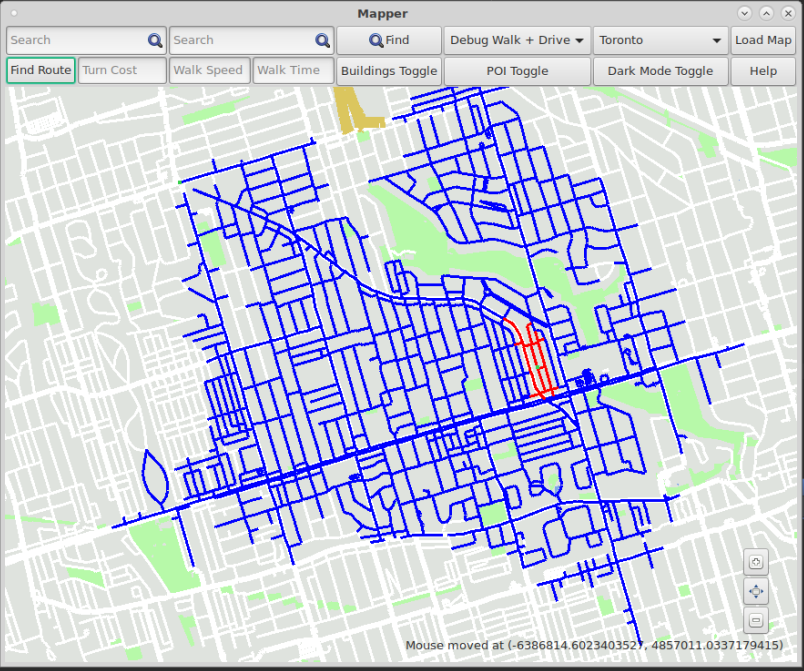 Mapper
Search Search Find Debug Walk + Drive Toronto Load Map
Find Route Turn Cost Walk Speed Walk Time Buildings Toggle POI Toggle Dark Mode Toggle Help
Mouse moved at (-6386814.6023403527, 4857011.0337179415)